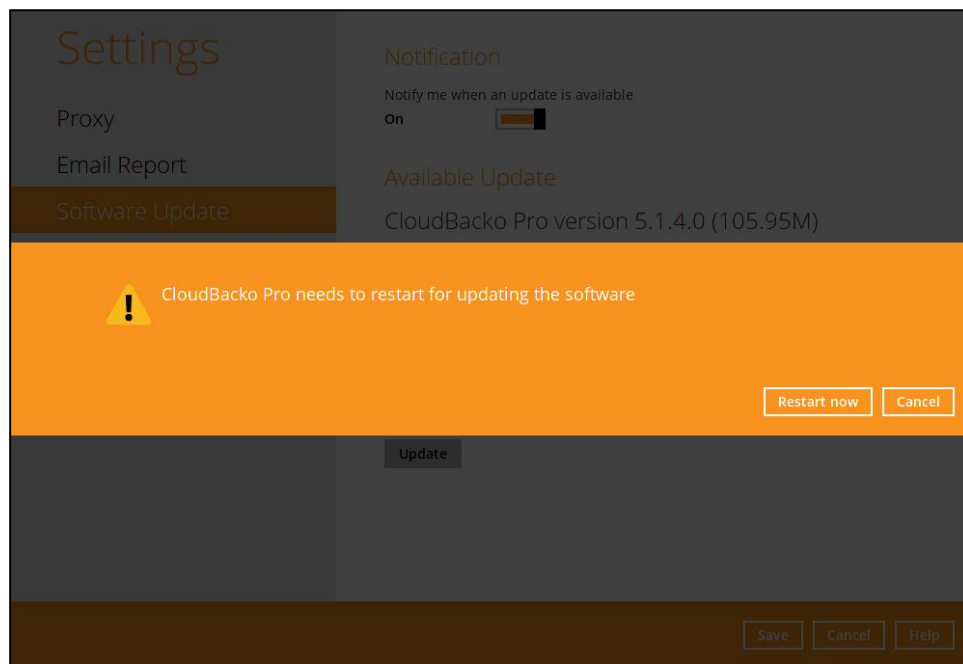 Settings
Proxy
Email Report
Software Update
Notification
Notify me when an update is available
On
Available Update
CloudBacko Pro version 5.1.4.0 (105.95M)
CloudBacko Pro needs to restart for updating the software
Restart now
Cancel
Update
Save
Cancel
Help